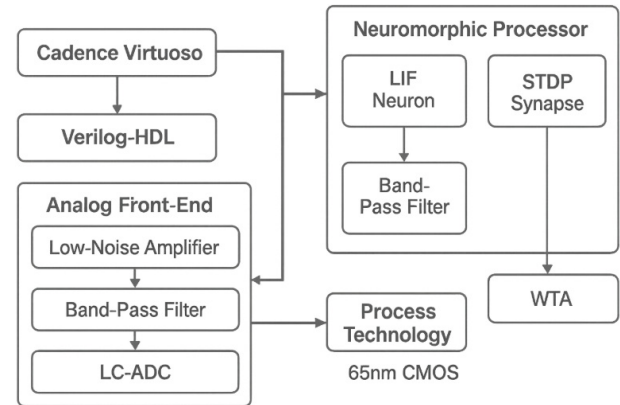 Cadence Virtuoso
Verilog-HDL
Analog Front-End
Low-Noise Amplifier
Band-Pass Filter
LC-ADC
Neuromorphic Processor
LIF
Neuron
Band-
Pass Filter
STDP
Synapse
WTA
Process
Technology
65nm CMOS